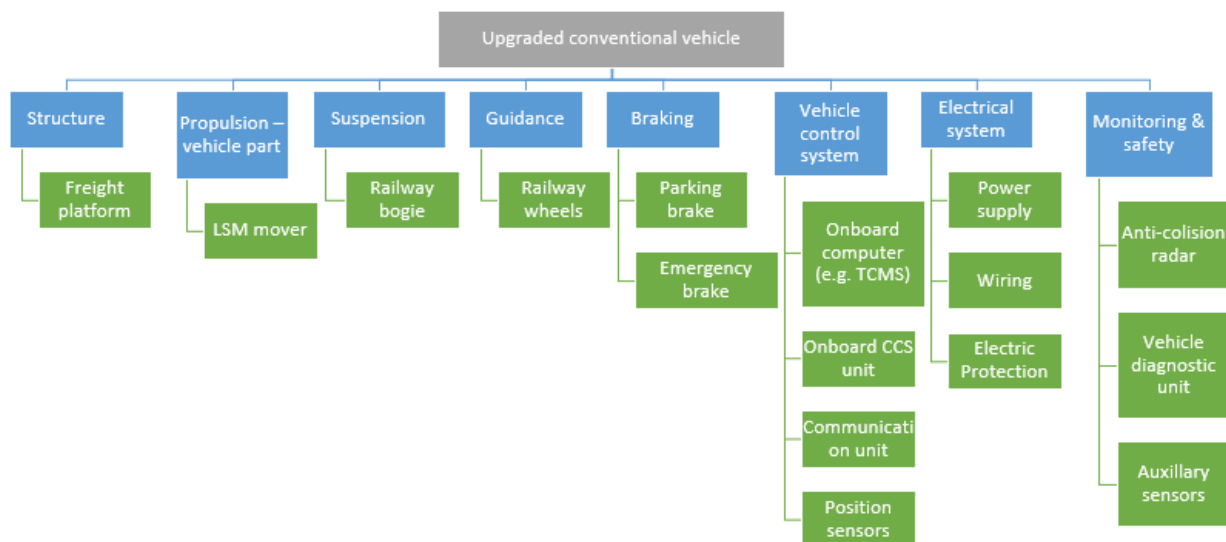 Upgraded conventional vehicle
Structure
Freight
platform
Propulsion –
vehicle part
LSM mover
Suspension
Railway
bogie
Guidance
Railway
wheels
Braking
Parking
brake
Emergency
brake
Vehicle
control
system
Onboard
computer
(e.g. TCMS)
Onboard CCS
unit
Communicati
on unit
Position
sensors
Electrical
system
Power
supply
Wiring
Electric
Protection
Monitoring &
safety
Anti-colision
radar
Vehicle
diagnostic
unit
Auxillary
sensors